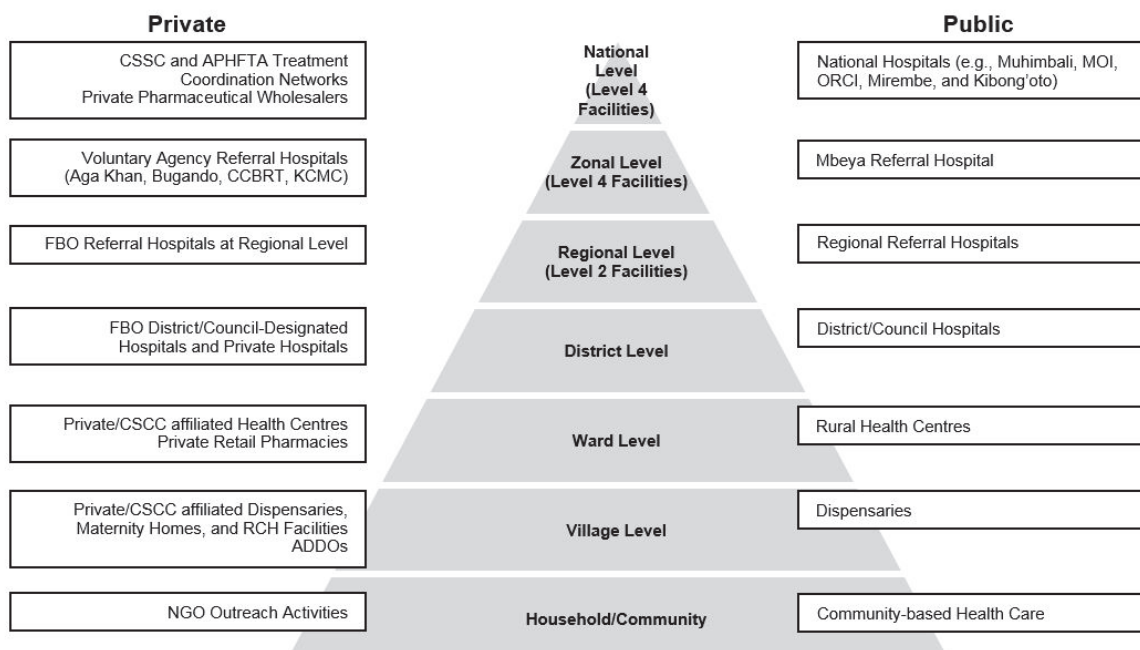 Private
Public
CSSC and APHFTA Treatment
Coordination Networks
Private Pharmaceutical Wholesalers
National
Level
(Level 4
Facilities)
National Hospitals (e.g., Muhimbali, MOI,
ORCI, Mirembe, and Kibong'oto)
Voluntary Agency Referral Hospitals
(Aga Khan, Bugando, CCBRT, KCMC)
Zonal Level
(Level 4 Facilities)
Mbeya Referral Hospital
FBO Referral Hospitals at Regional Level
Regional Level
(Level 2 Facilities)
Regional Referral Hospitals
FBO District/Council-Designated
Hospitals and Private Hospitals
District Level
District/Council Hospitals
Private/CSCC affiliated Health Centres
Private Retail Pharmacies
Ward Level
Rural Health Centres
Private/CSCC affiliated Dispensaries,
Maternity Homes, and RCH Facilities
ADDOs
Village Level
Dispensaries
NGO Outreach Activities
Household/Community
Community-based Health Care